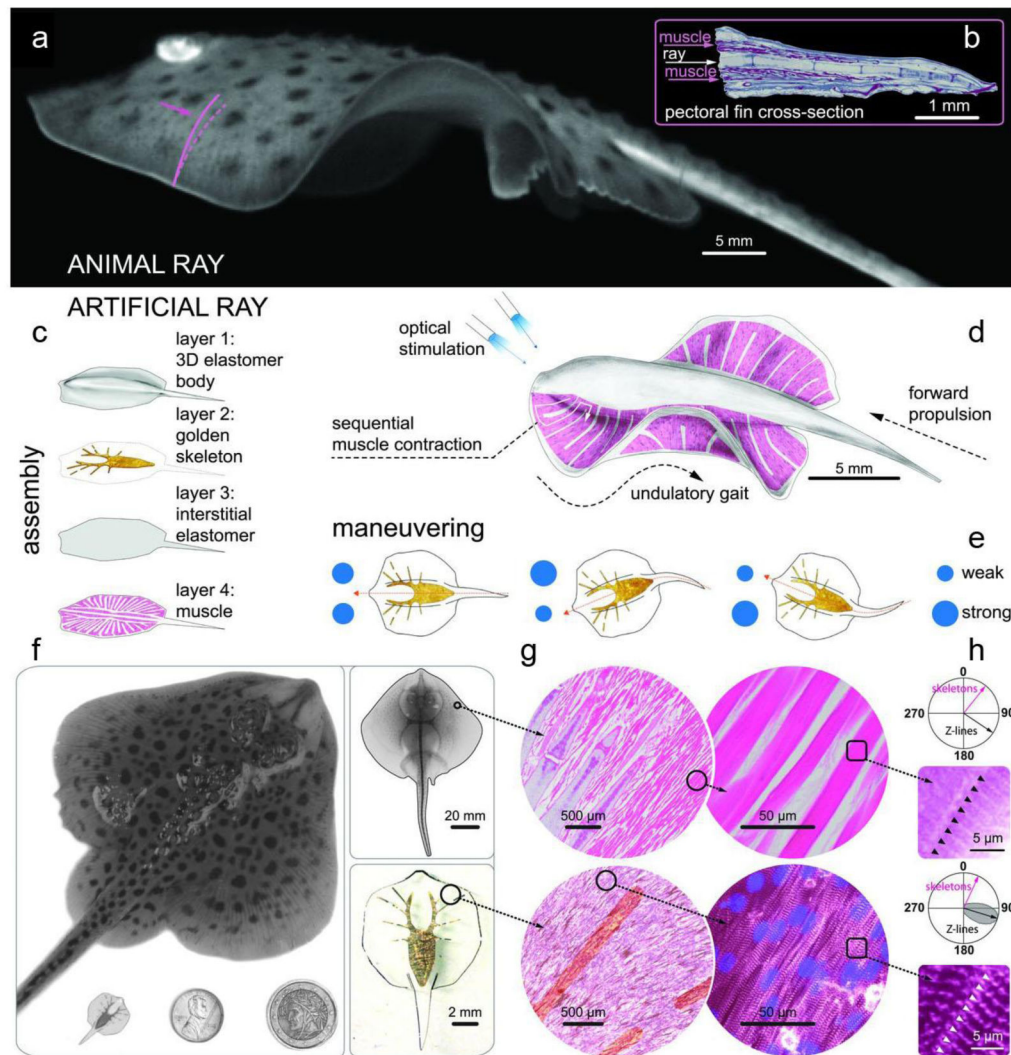 a
b
muscle
ray
muscle
1 mm
pectoral fin cross-section
5 mm
ANIMAL RAY
ARTIFICIAL RAY
c
layer 1:
3D elastomer
body
layer 2:
golden
skeleton
layer 3:
interstitial
elastomer
layer 4:
muscle
assembly
d
optical
stimulation
sequential
muscle contraction
forward
propulsion
5 mm
undulatory gait
maneuvering
e
weak
strong
f
20 mm
2 mm
g
500 µm
50 µm
500 µm
50 µm
h
0
skeletons
270
90
Z-lines
180
5 µm
0
skeletons
270
90
Z-lines
180
5 µm